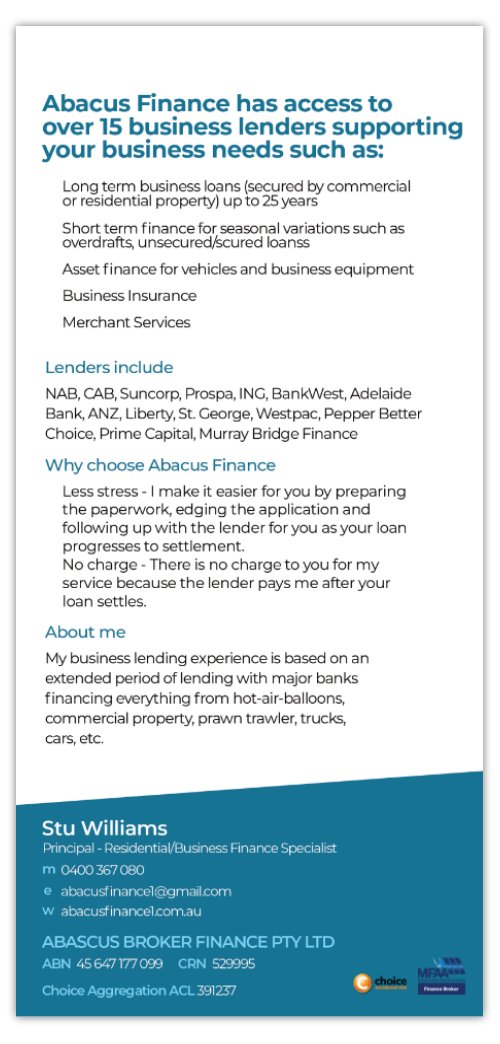 Abacus Finance has access to
over 15 business lenders supporting
your business needs such as:
Long term business loans (secured by commercial
or residential property) up to 25 years
Short term finance for seasonal variations such as
overdrafts, unsecured/scured loanss
Asset finance for vehicles and business equipment
Business Insurance
Merchant Services
Lenders include
NAB, CAB, Suncorp, Prospa, ING, BankWest, Adelaide
Bank, ANZ, Liberty, St. George, Westpac, Pepper Better
Choice, Prime Capital, Murray Bridge Finance
Why choose Abacus Finance
Less stress - I make it easier for you by preparing
the paperwork, edging the application and
following up with the lender for you as your loan
progresses to settlement.
No charge - There is no charge to you for my
service because the lender pays me after your
loan settles.
About me
My business lending experience is based on an
extended period of lending with major banks
financing everything from hot-air-balloons,
commercial property, prawn trawler, trucks,
cars, etc.
Stu Williams
Principal - Residential/Business Finance Specialist
m 0400 367 080
e abacusfinance1@gmail.com
w abacusfinance1.com.au
ABASCUS BROKER FINANCE PTY LTD
ABN 45 647 177 099 CRN 529995
Choice Aggregation ACL 391237
choice
MFAA
Finance Broker